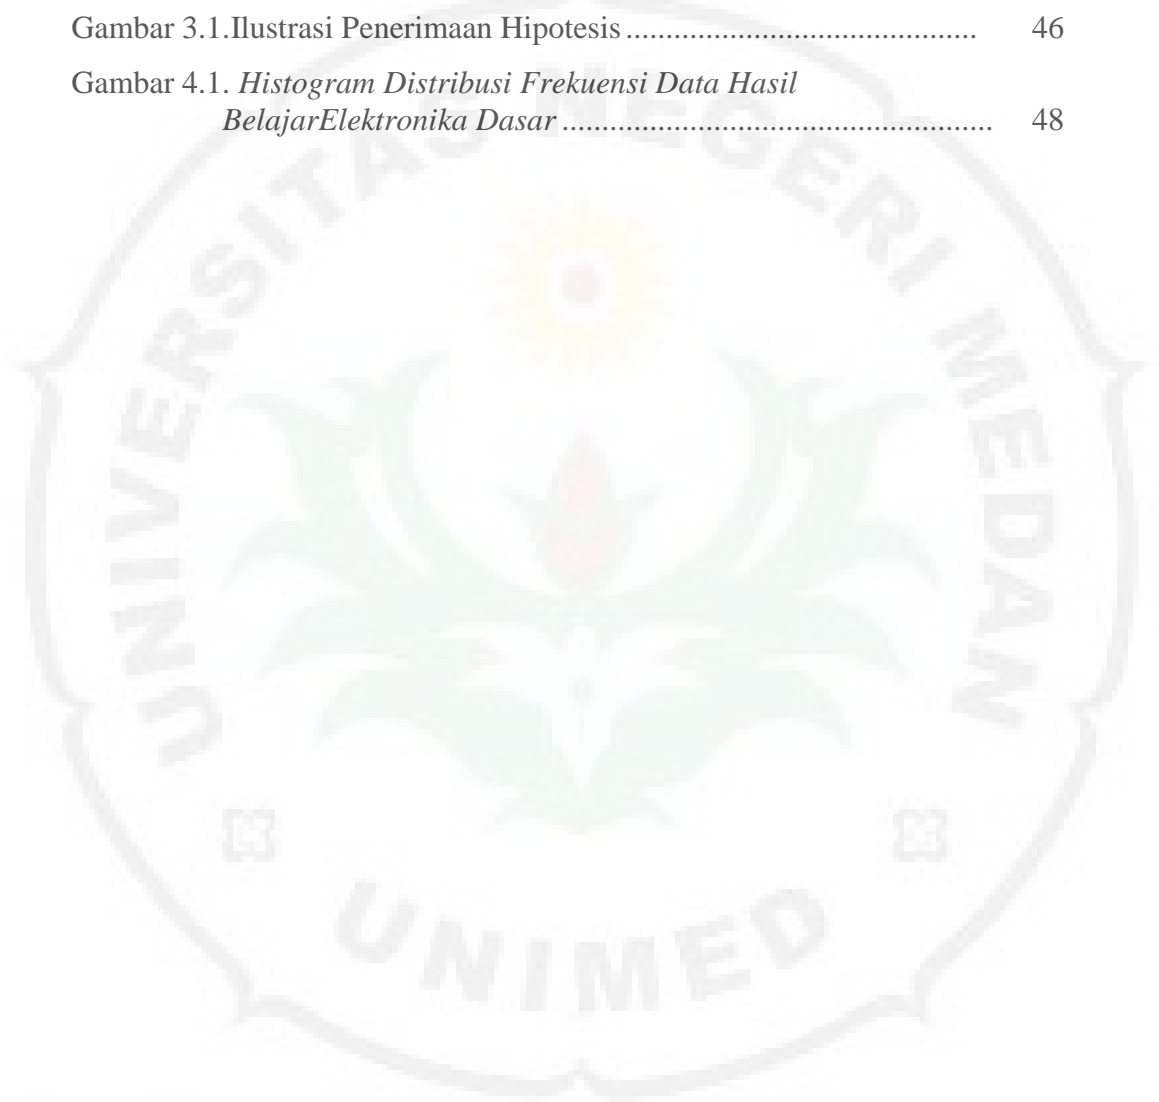 Gambar 3.1.Ilustrasi Penerimaan Hipotesis ..................................... 46
Gambar 4.1. Histogram Distribusi Frekuensi Data Hasil
BelajarElektronika Dasar ............................................. 48
UNIVERSITAS NEGERI MEDAN
UNIMED